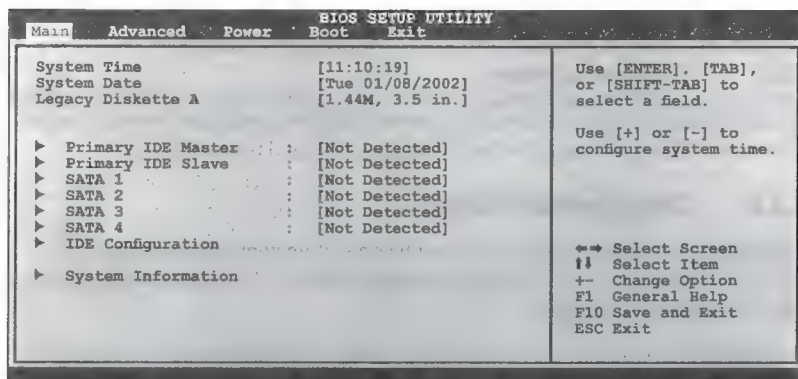 BIOS SETUP UTILITY
Main Advanced Power Boot Exit
System Time [11:10:19]
System Date [Tue 01/08/2002]
Legacy Diskette A [1.44M, 3.5 in.]
Primary IDE Master : [Not Detected]
Primary IDE Slave : [Not Detected]
SATA 1 : [Not Detected]
SATA 2 : [Not Detected]
SATA 3 : [Not Detected]
SATA 4 : [Not Detected]
IDE Configuration
System Information
Use [ENTER], [TAB],
or [SHIFT-TAB] to
select a field.
Use [+] or [-] to
configure system time.
Select Screen
Select Item
+- Change Option
F1 General Help
F10 Save and Exit
ESC Exit